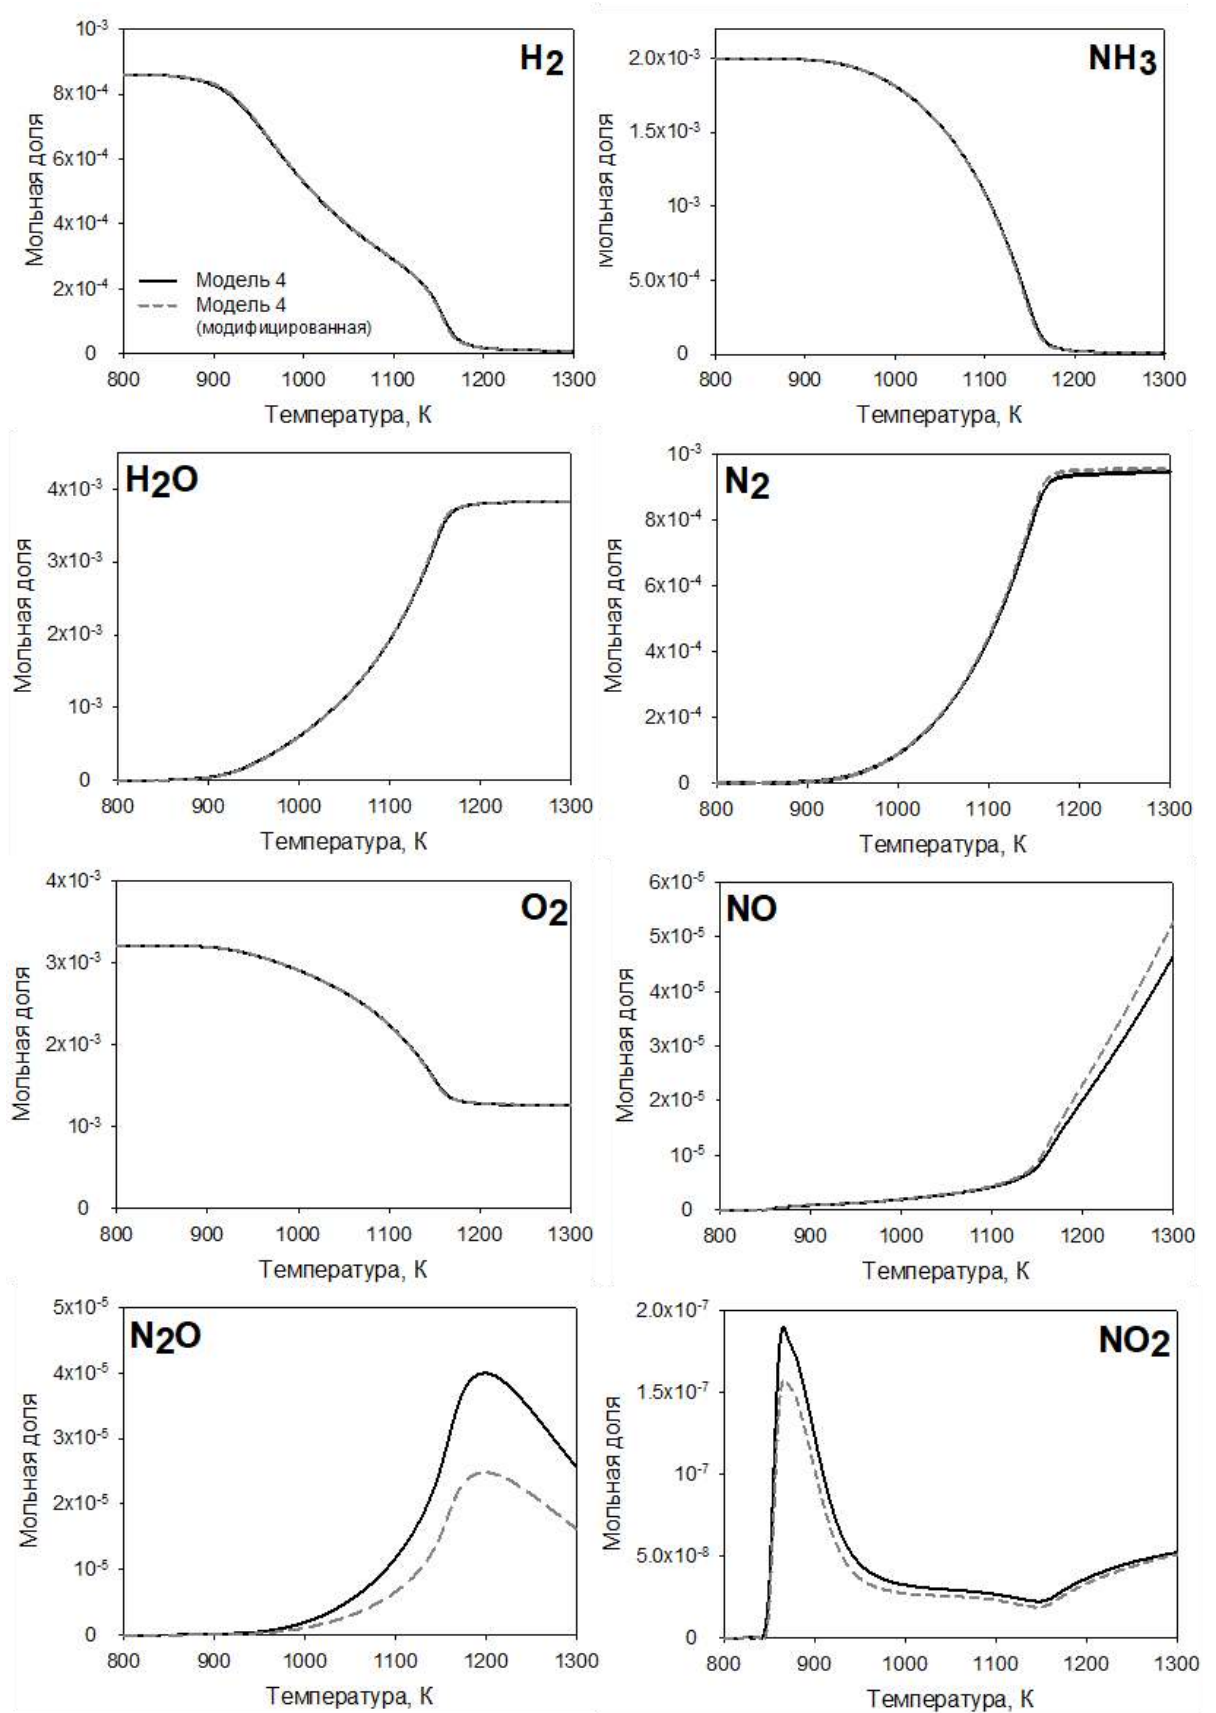 10⁻³
8x10⁻⁴
6x10⁻⁴
4x10⁻⁴
2x10⁻⁴
0
Мольная доля
H2
Модель 4
Модель 4
(модифицированная)
800 900 1000 1100 1200 1300
Температура, К
2.0x10⁻³
1.5x10⁻³
10⁻³
5.0x10⁻⁴
0
Мольная доля
NH3
800 900 1000 1100 1200 1300
Температура, К
4x10⁻³
3x10⁻³
2x10⁻³
10⁻³
0
Мольная доля
H2O
800 900 1000 1100 1200 1300
Температура, К
10⁻³
8x10⁻⁴
6x10⁻⁴
4x10⁻⁴
2x10⁻⁴
0
Мольная доля
N2
800 900 1000 1100 1200 1300
Температура, К
4x10⁻³
3x10⁻³
2x10⁻³
10⁻³
0
Мольная доля
O2
800 900 1000 1100 1200 1300
Температура, К
6x10⁻⁵
5x10⁻⁵
4x10⁻⁵
3x10⁻⁵
2x10⁻⁵
10⁻⁵
0
Мольная доля
NO
800 900 1000 1100 1200 1300
Температура, К
5x10⁻⁵
4x10⁻⁵
3x10⁻⁵
2x10⁻⁵
10⁻⁵
0
Мольная доля
N2O
800 900 1000 1100 1200 1300
Температура, К
2.0x10⁻⁷
1.5x10⁻⁷
10⁻⁷
5.0x10⁻⁸
0
Мольная доля
NO2
800 900 1000 1100 1200 1300
Температура, К